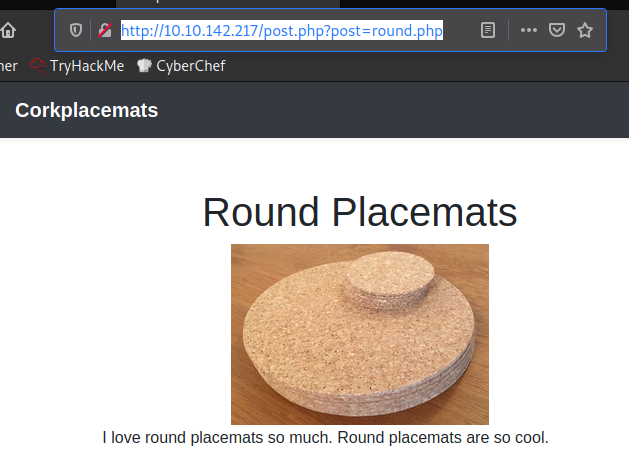 http://10.10.142.217/post.php?post=round.php
ner TryHackMe CyberChef
Corkplacemats
Round Placemats
I love round placemats so much. Round placemats are so cool.